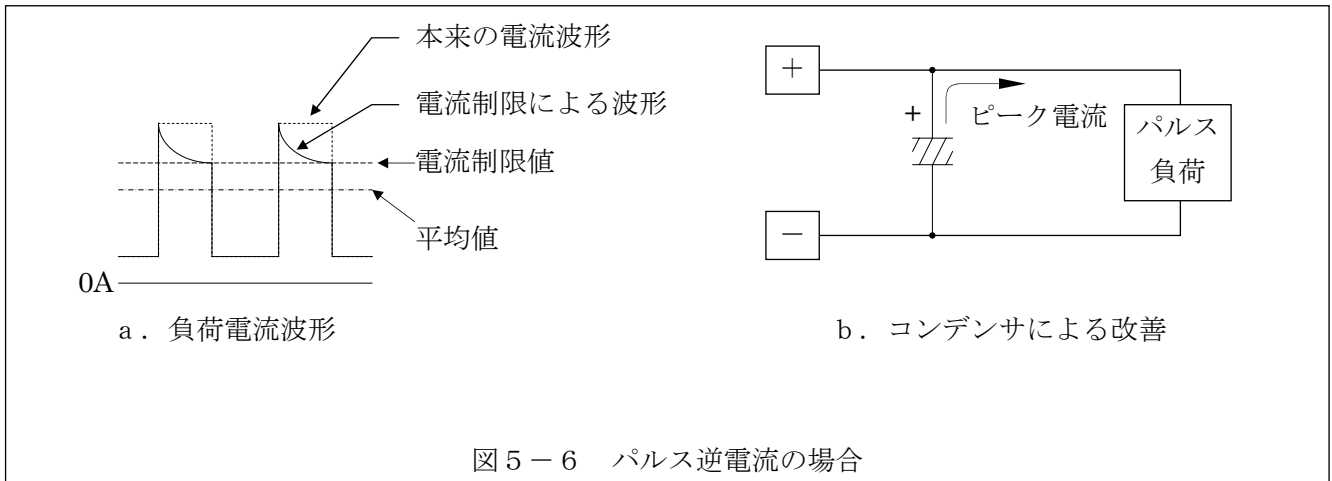 本来の電流波形
電流制限による波形
電流制限値
平均値
0A
a．負荷電流波形
＋
＋
ピーク電流
パルス
負荷
－
b．コンデンサによる改善
図５－６　パルス逆電流の場合